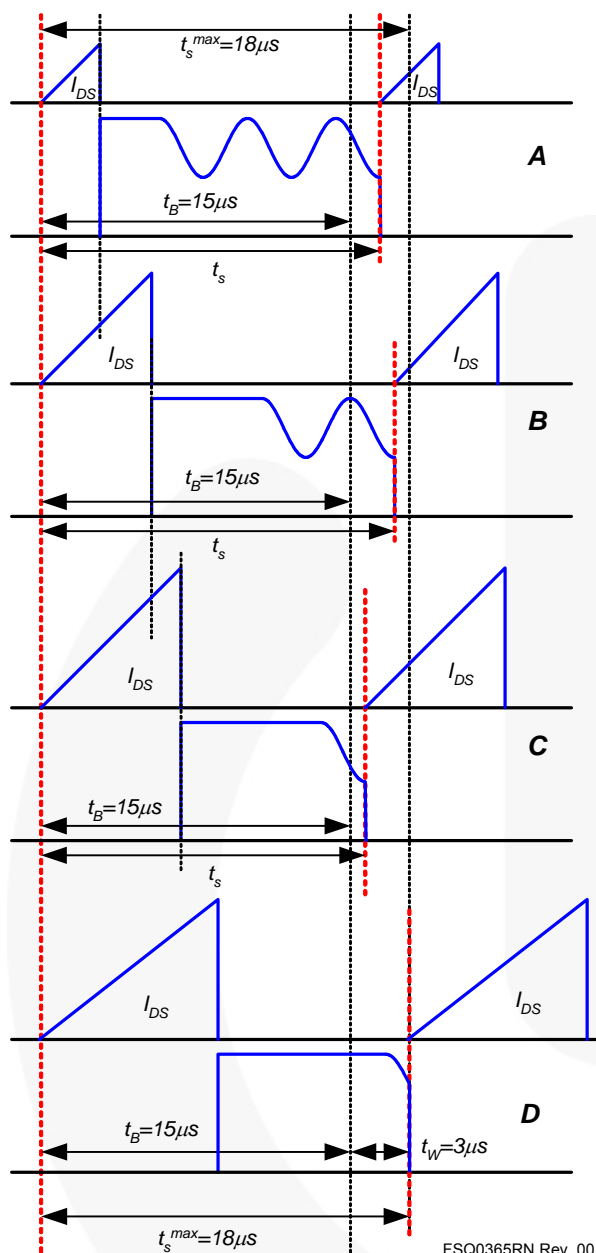 t_s^max=18μs
I_DS
I_DS
A
t_B=15μs
t_s
I_DS
I_DS
B
t_B=15μs
t_s
I_DS
I_DS
C
t_B=15μs
t_s
I_DS
I_DS
D
t_B=15μs
t_W=3μs
t_s^max=18μs
FSQ0365RN Rev. 00